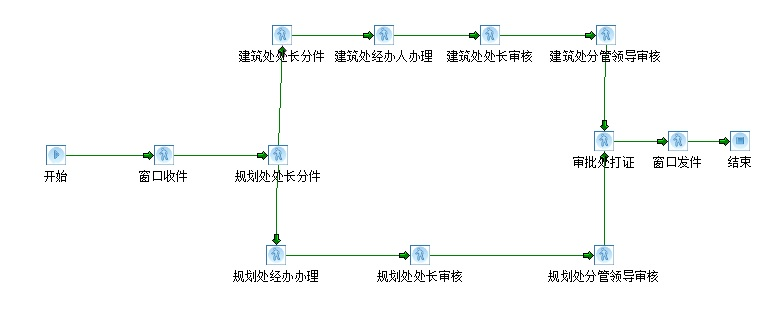 建筑处处长分件
建筑处经办人办理
建筑处处长审核
建筑处分管领导审核
开始
窗口收件
规划处处长分件
审批处打证
窗口发件
结束
规划处经办办理
规划处处长审核
规划处分管领导审核